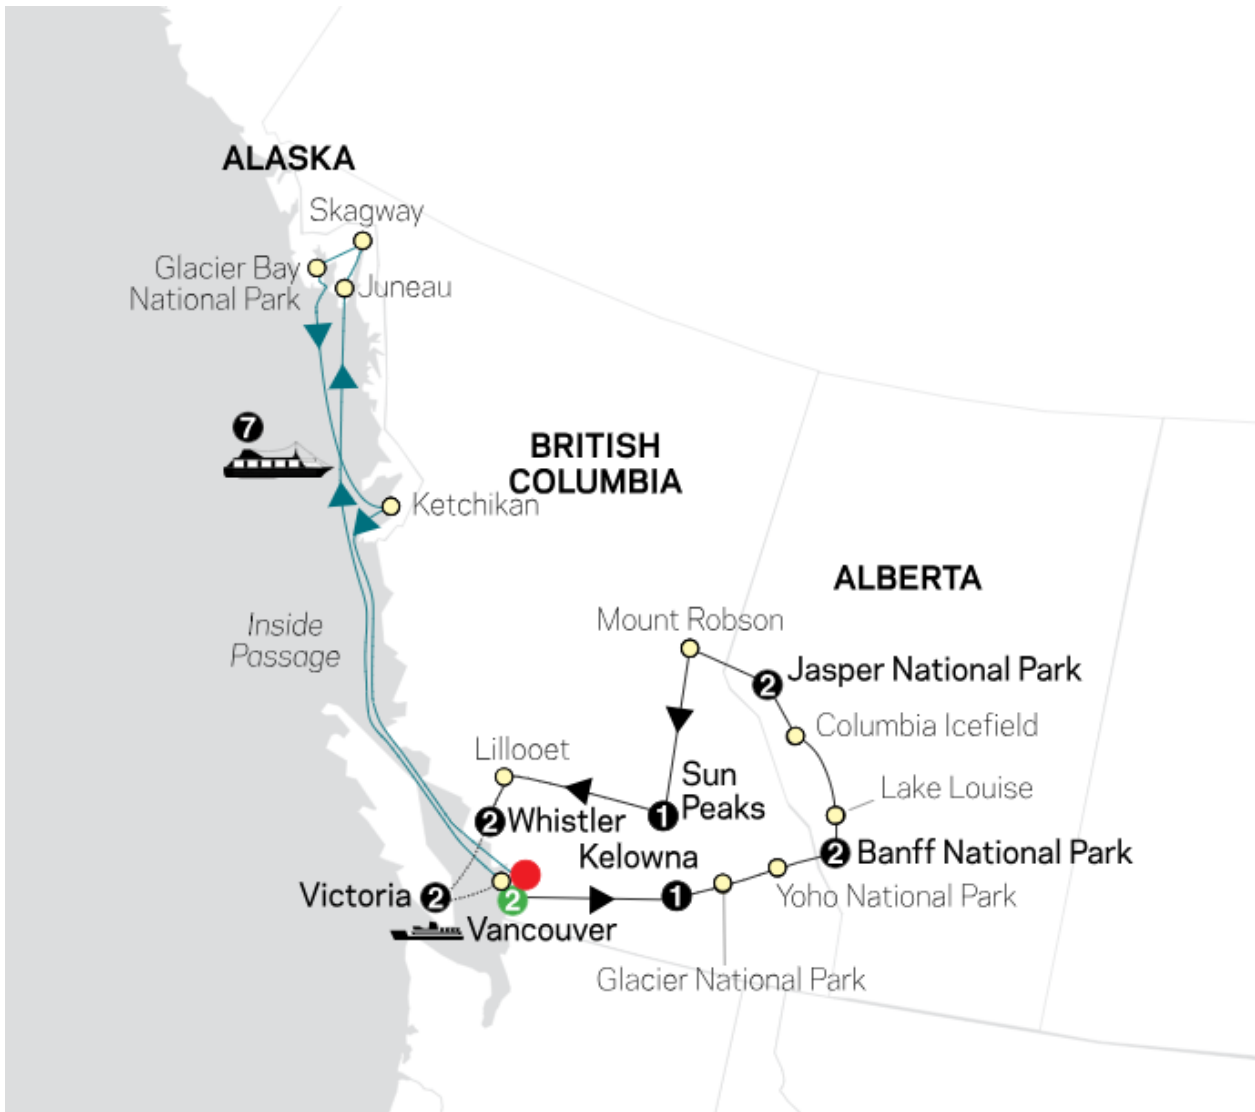 ALASKA
Skagway
Glacier Bay
National Park
Juneau
7
BRITISH
COLUMBIA
Ketchikan
ALBERTA
Inside
Passage
Mount Robson
2
Jasper National Park
Columbia Icefield
Lillooet
Sun
Peaks
1
Lake Louise
2
Whistler
Kelowna
2
Banff National Park
Victoria
2
2
1
Yoho National Park
Vancouver
Glacier National Park